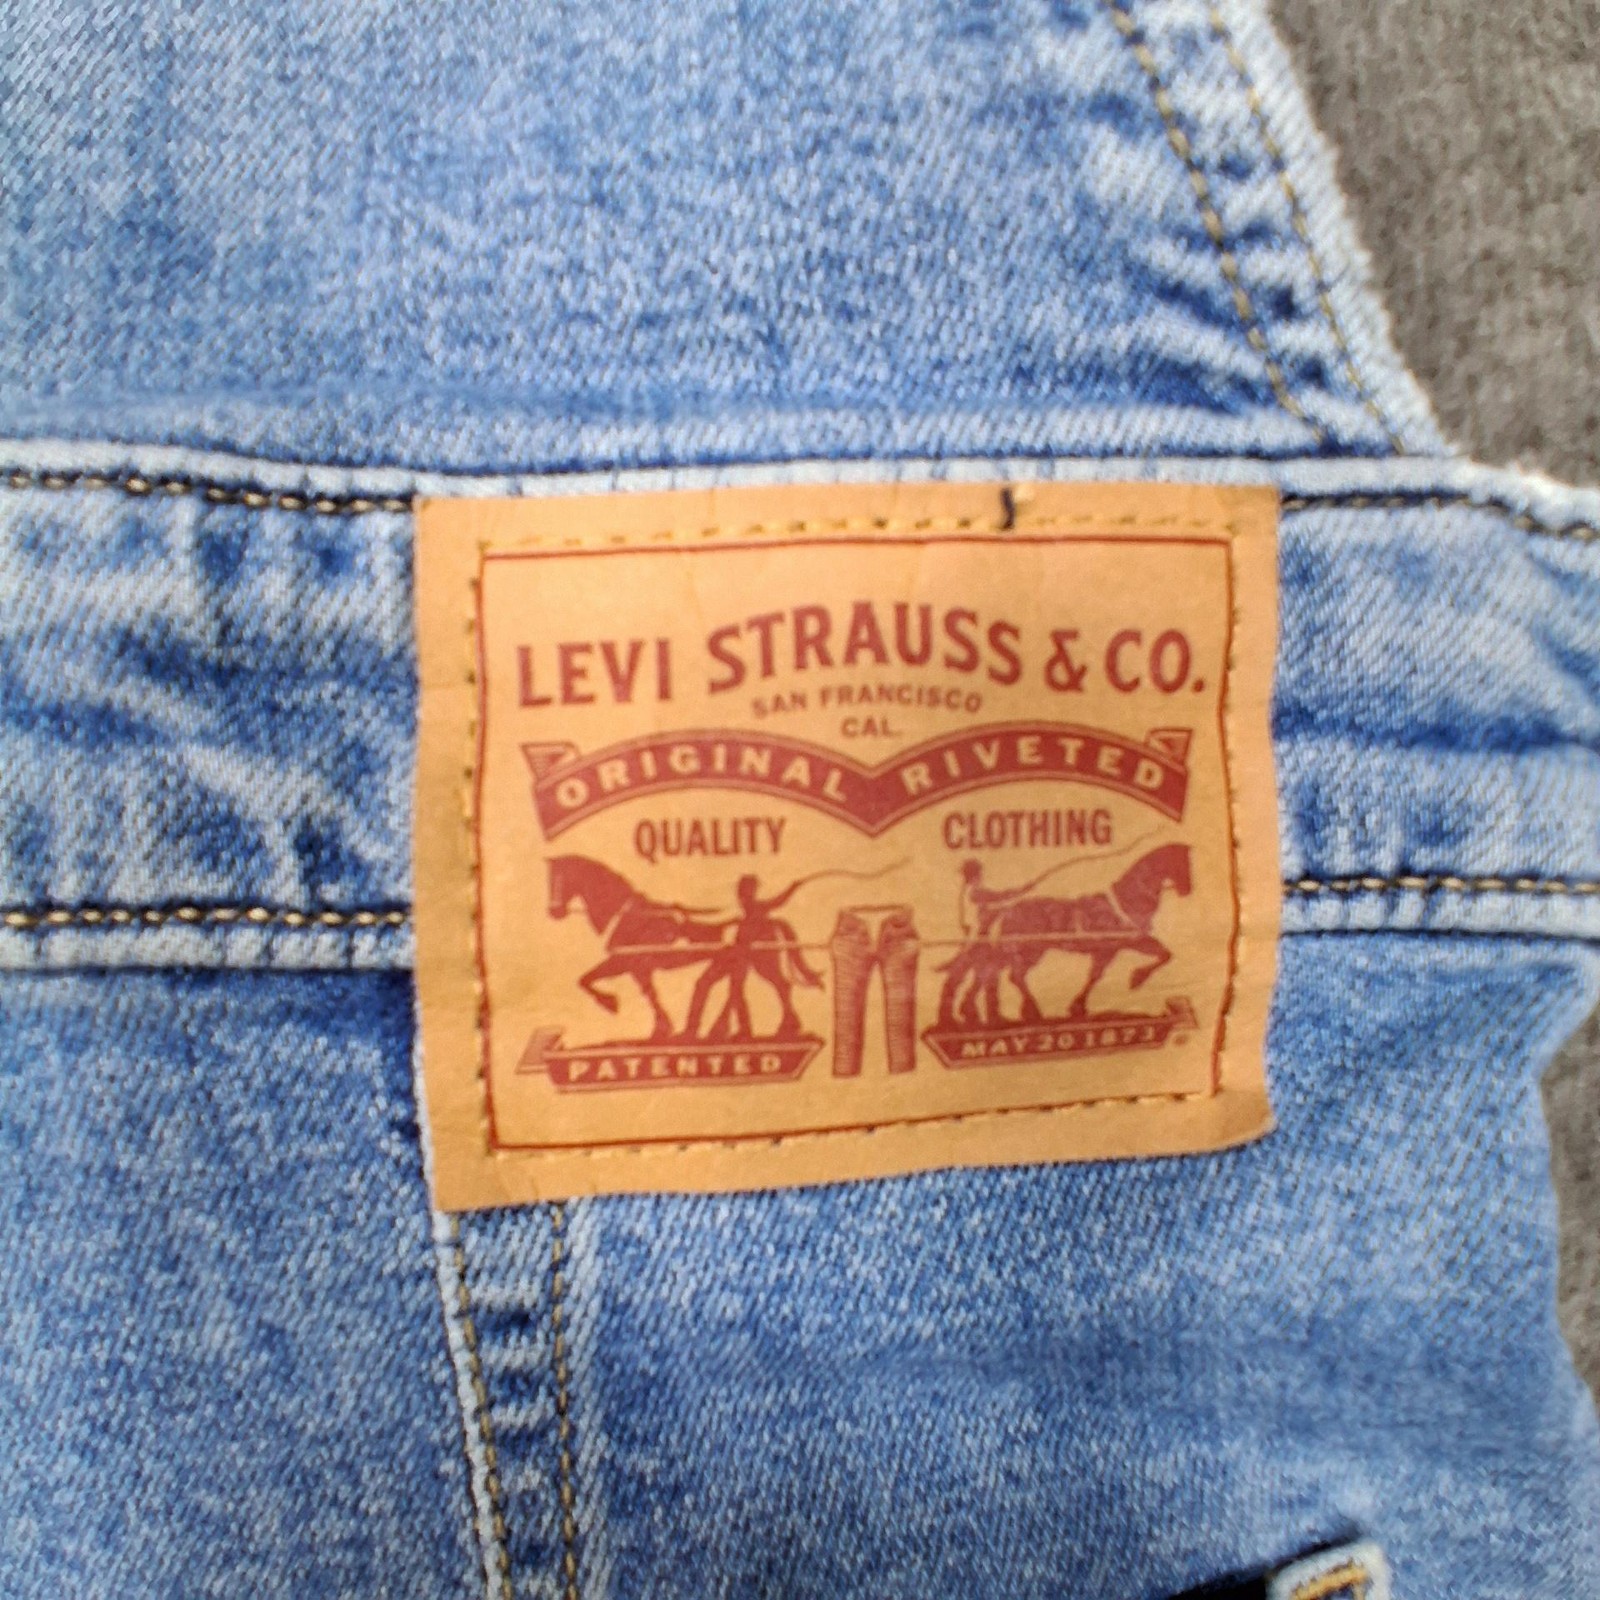 LEVI STRAUSS & CO.
SAN FRANCISCO
CAL.
ORIGINAL RIVETED
QUALITY CLOTHING
PATENTED MAY 20 1873